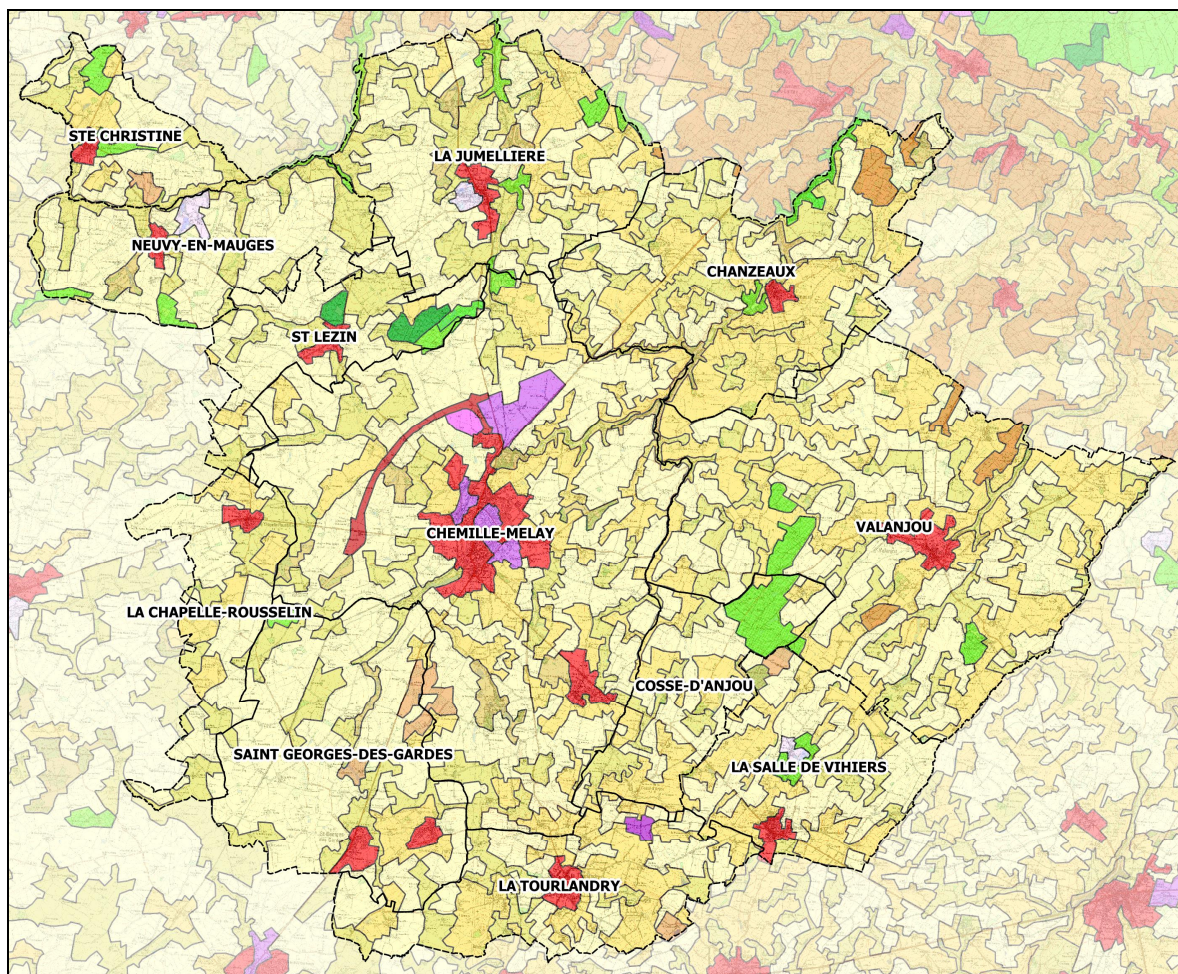 STE CHRISTINE
LA JUMELLIERE
NEUVY-EN-MAUGES
CHANZEAUX
ST LEZIN
CHEMILLE-MELAY
VALANJOU
LA CHAPELLE-ROUSSELIN
COSSE-D'ANJOU
SAINT GEORGES-DES-GARDES
LA SALLE DE VIHIERS
LA TOURLANDRY